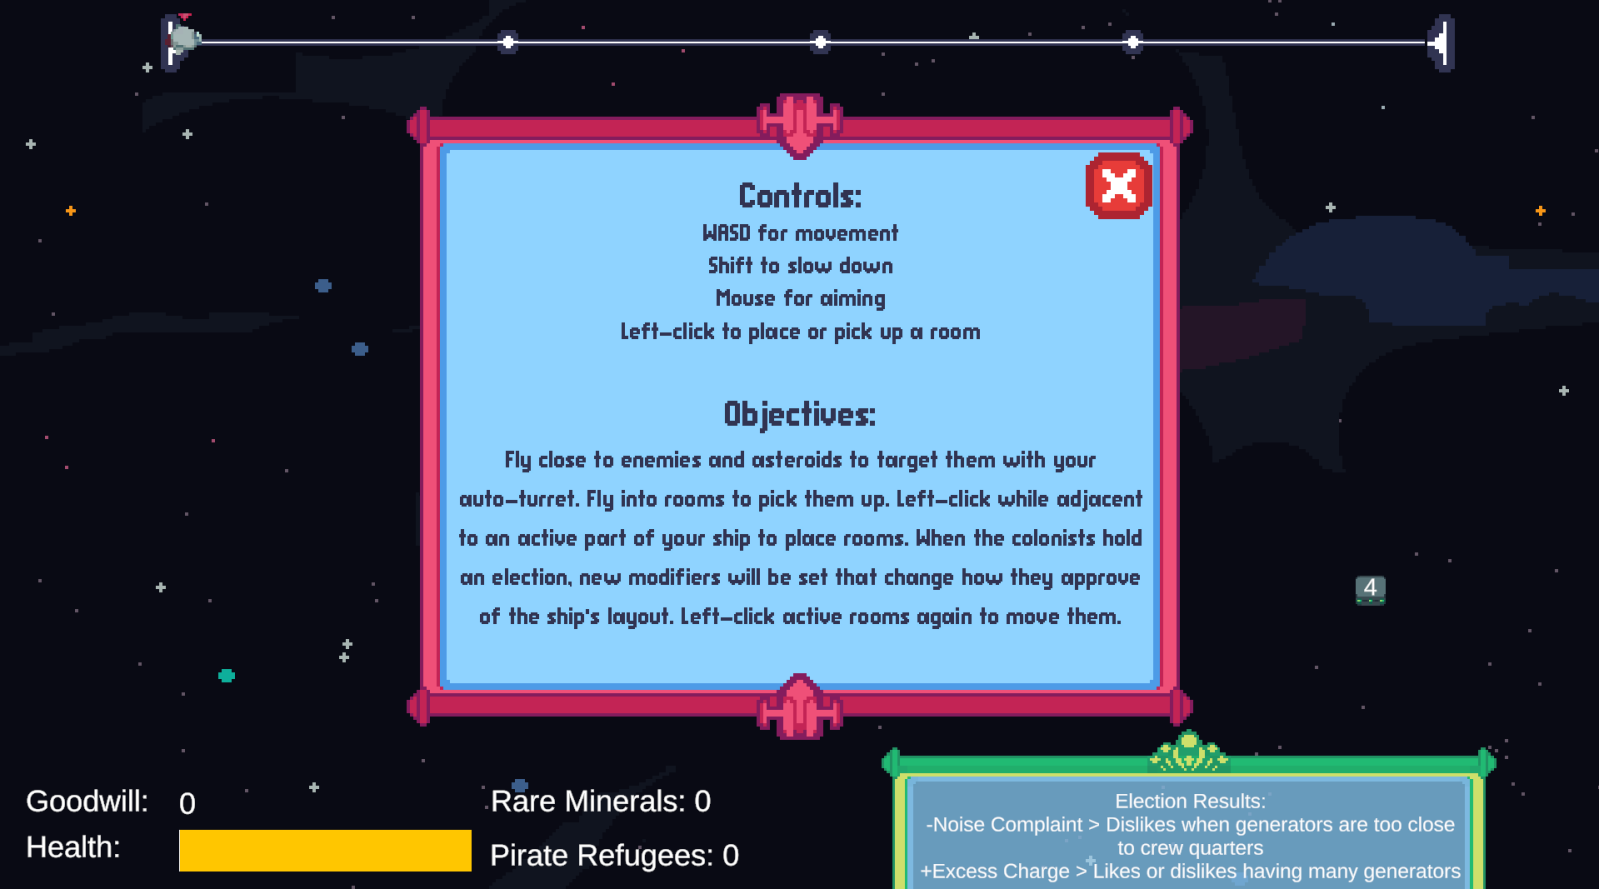 Controls:
WASD for movement
Shift to slow down
Mouse for aiming
Left-click to place or pick up a room
Objectives:
Fly close to enemies and asteroids to target them with your
auto-turret. Fly into rooms to pick them up. Left-click while adjacent
to an active part of your ship to place rooms. When the colonists hold
an election, new modifiers will be set that change how they approve
of the ship's layout. Left-click active rooms again to move them.
4
Goodwill: 0
Health:
Rare Minerals: 0
Pirate Refugees: 0
Election Results:
-Noise Complaint > Dislikes when generators are too close
to crew quarters
+Excess Charge > Likes or dislikes having many generators